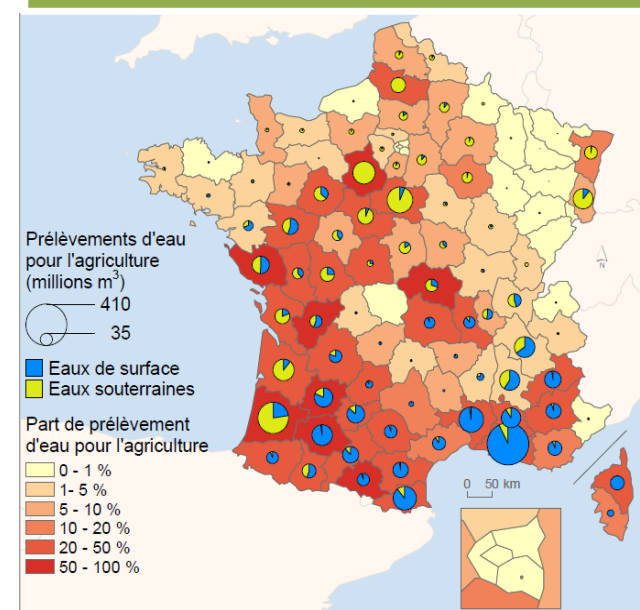 Prélèvements d'eau
pour l'agriculture
(millions m³)
410
35
Eaux de surface
Eaux souterraines
Part de prélèvement
d'eau pour l'agriculture
0 - 1 %
1- 5 %
5 - 10 %
10 - 20 %
20 - 50 %
50 - 100 %
N
0 50 km